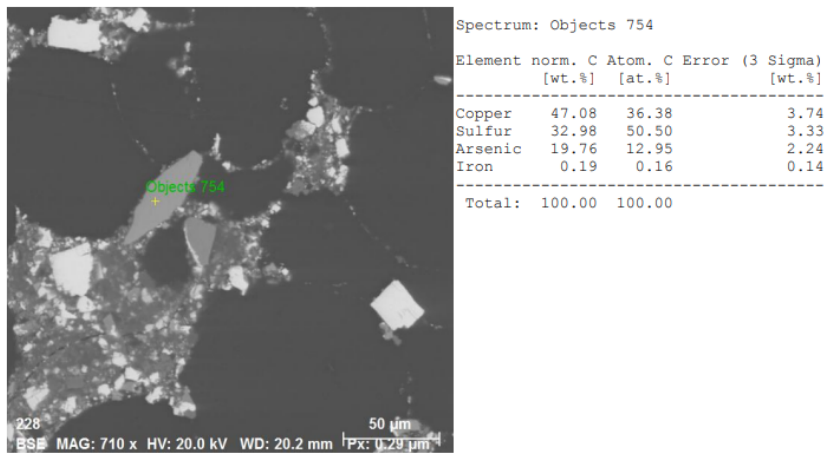 Spectrum: Objects 754
Element norm. C Atom. C Error (3 Sigma)
[wt.%] [at.%] [wt.%]
-----------------------------------------------
Copper 47.08 36.38 3.74
Sulfur 32.98 50.50 3.33
Arsenic 19.76 12.95 2.24
Iron 0.19 0.16 0.14
-----------------------------------------------
Total: 100.00 100.00
Objects 754
228
50 µm
BSE MAG: 710 x HV: 20.0 kV WD: 20.2 mm Px: 0.29 µm